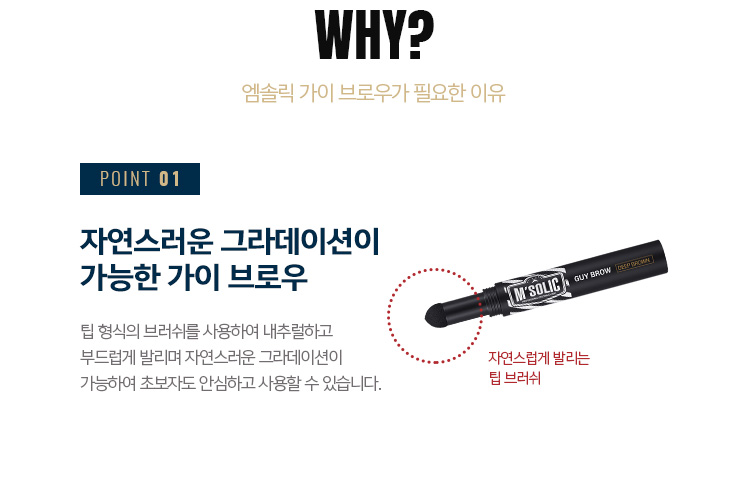 WHY?
엠솔릭 가이 브로우가 필요한 이유
POINT 01
자연스러운 그라데이션이
가능한 가이 브로우
팁 형식의 브러쉬를 사용하여 내추럴하고
부드럽게 발리며 자연스러운 그라데이션이
가능하여 초보자도 안심하고 사용할 수 있습니다.
M'SOLIC GUY BROW DEEP BROWN
자연스럽게 발리는
팁 브러쉬